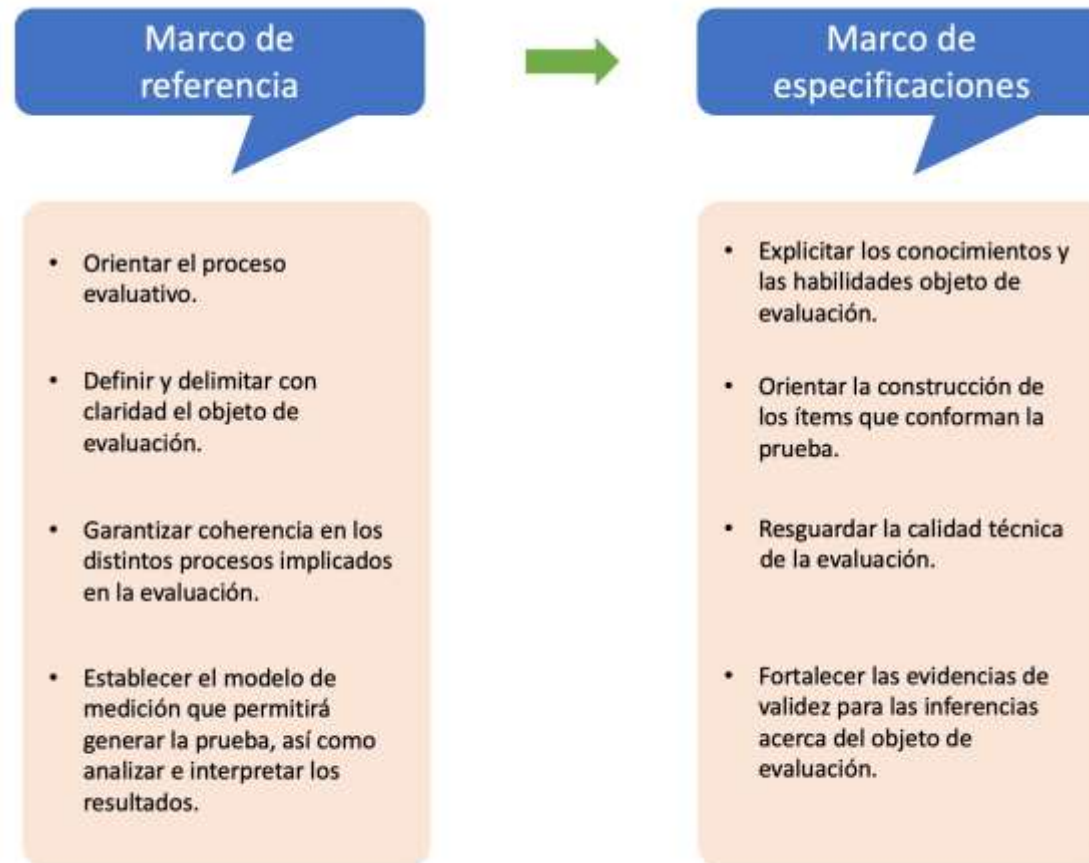 Marco de
referencia
• Orientar el proceso
evaluativo.
• Definir y delimitar con
claridad el objeto de
evaluación.
• Garantizar coherencia en los
distintos procesos implicados
en la evaluación.
• Establecer el modelo de
medición que permitirá
generar la prueba, así como
analizar e interpretar los
resultados.
Marco de
especificaciones
• Explicitar los conocimientos y
las habilidades objeto de
evaluación.
• Orientar la construcción de
los ítems que conforman la
prueba.
• Resguardar la calidad técnica
de la evaluación.
• Fortalecer las evidencias de
validez para las inferencias
acerca del objeto de
evaluación.